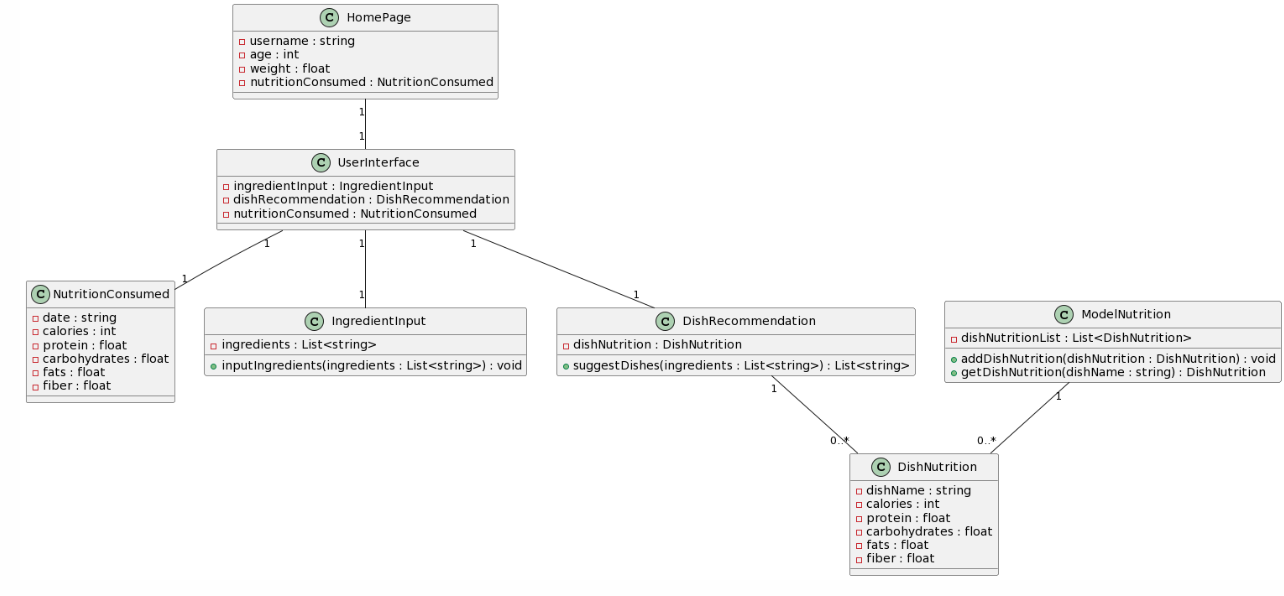 C HomePage
username : string
age : int
weight : float
nutritionConsumed : NutritionConsumed
1
1
C UserInterface
ingredientInput : IngredientInput
dishRecommendation : DishRecommendation
nutritionConsumed : NutritionConsumed
1
1
1
1
1
1
C NutritionConsumed
date : string
calories : int
protein : float
carbohydrates : float
fats : float
fiber : float
C IngredientInput
ingredients : List<string>
inputIngredients(ingredients : List<string>) : void
C DishRecommendation
dishNutrition : DishNutrition
suggestDishes(ingredients : List<string>) : List<string>
C ModelNutrition
dishNutritionList : List<DishNutrition>
addDishNutrition(dishNutrition : DishNutrition) : void
getDishNutrition(dishName : string) : DishNutrition
1
1
0..*
0..*
C DishNutrition
dishName : string
calories : int
protein : float
carbohydrates : float
fats : float
fiber : float